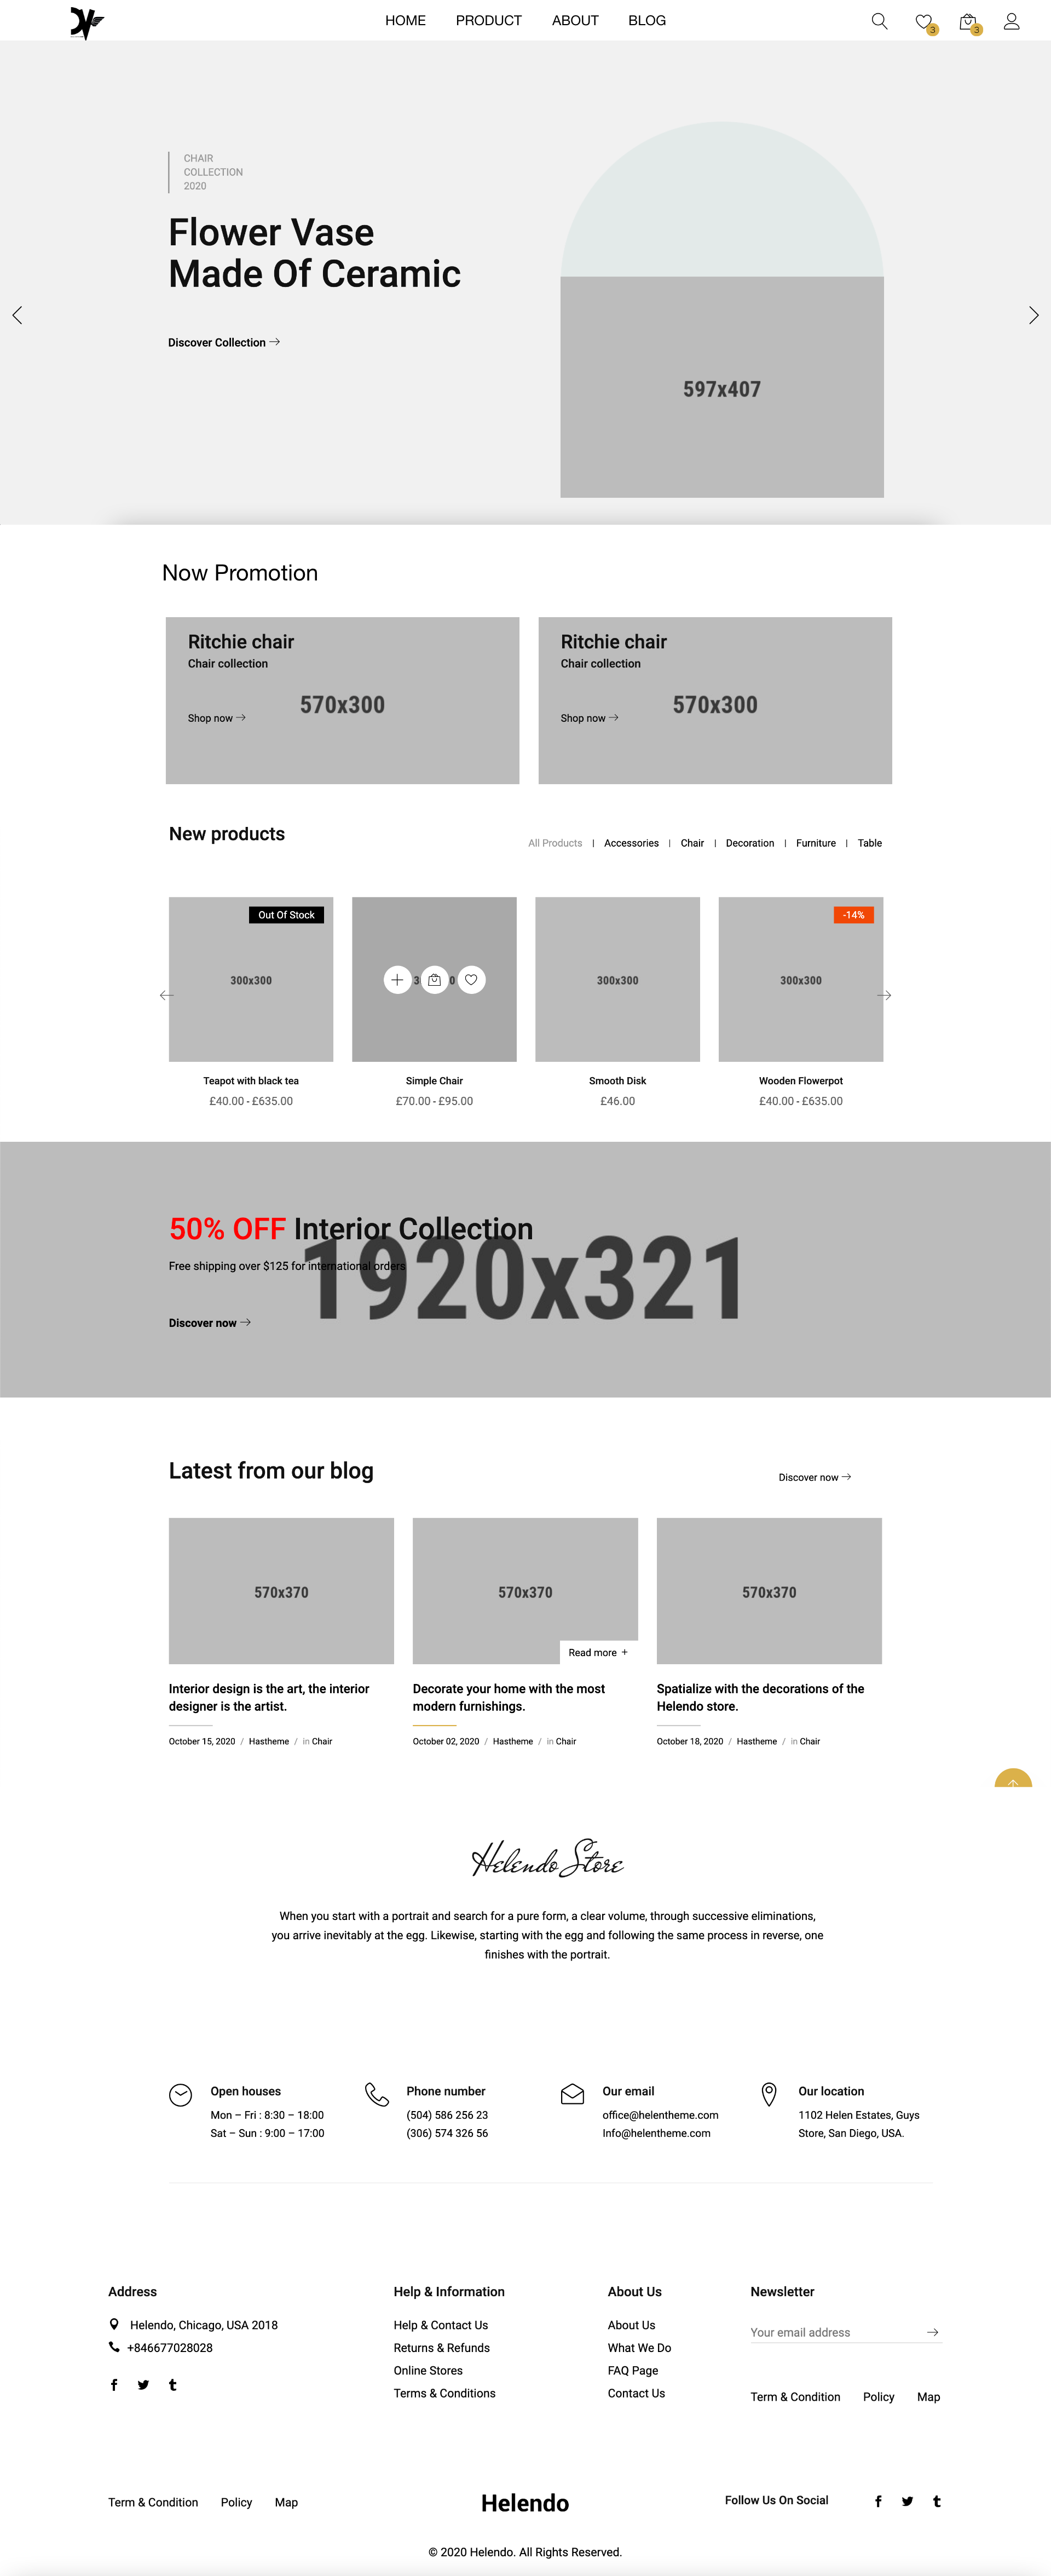 HOME PRODUCT ABOUT BLOG
3 3
CHAIR
COLLECTION
2020
Flower Vase
Made Of Ceramic
Discover Collection
597x407
Now Promotion
Ritchie chair
Chair collection
570x300
Shop now
Ritchie chair
Chair collection
570x300
Shop now
New products
All Products | Accessories | Chair | Decoration | Furniture | Table
Out Of Stock
-14%
300x300
3 0
300x300
300x300
Teapot with black tea
£40.00 - £635.00
Simple Chair
£70.00 - £95.00
Smooth Disk
£46.00
Wooden Flowerpot
£40.00 - £635.00
50% OFF Interior Collection
Free shipping over $125 for international orders
1920x321
Discover now
Latest from our blog
Discover now
570x370
570x370
Read more +
570x370
Interior design is the art, the interior
designer is the artist.
October 15, 2020 / Hastheme / in Chair
Decorate your home with the most
modern furnishings.
October 02, 2020 / Hastheme / in Chair
Spatialize with the decorations of the
Helendo store.
October 18, 2020 / Hastheme / in Chair
Helendo Store
When you start with a portrait and search for a pure form, a clear volume, through successive eliminations,
you arrive inevitably at the egg. Likewise, starting with the egg and following the same process in reverse, one
finishes with the portrait.
Open houses
Mon – Fri : 8:30 – 18:00
Sat – Sun : 9:00 – 17:00
Phone number
(504) 586 256 23
(306) 574 326 56
Our email
office@helentheme.com
Info@helentheme.com
Our location
1102 Helen Estates, Guys
Store, San Diego, USA.
Address
Helendo, Chicago, USA 2018
+846677028028
Help & Information
Help & Contact Us
Returns & Refunds
Online Stores
Terms & Conditions
About Us
About Us
What We Do
FAQ Page
Contact Us
Newsletter
Your email address
Term & Condition Policy Map
Term & Condition Policy Map
Helendo
Follow Us On Social
© 2020 Helendo. All Rights Reserved.